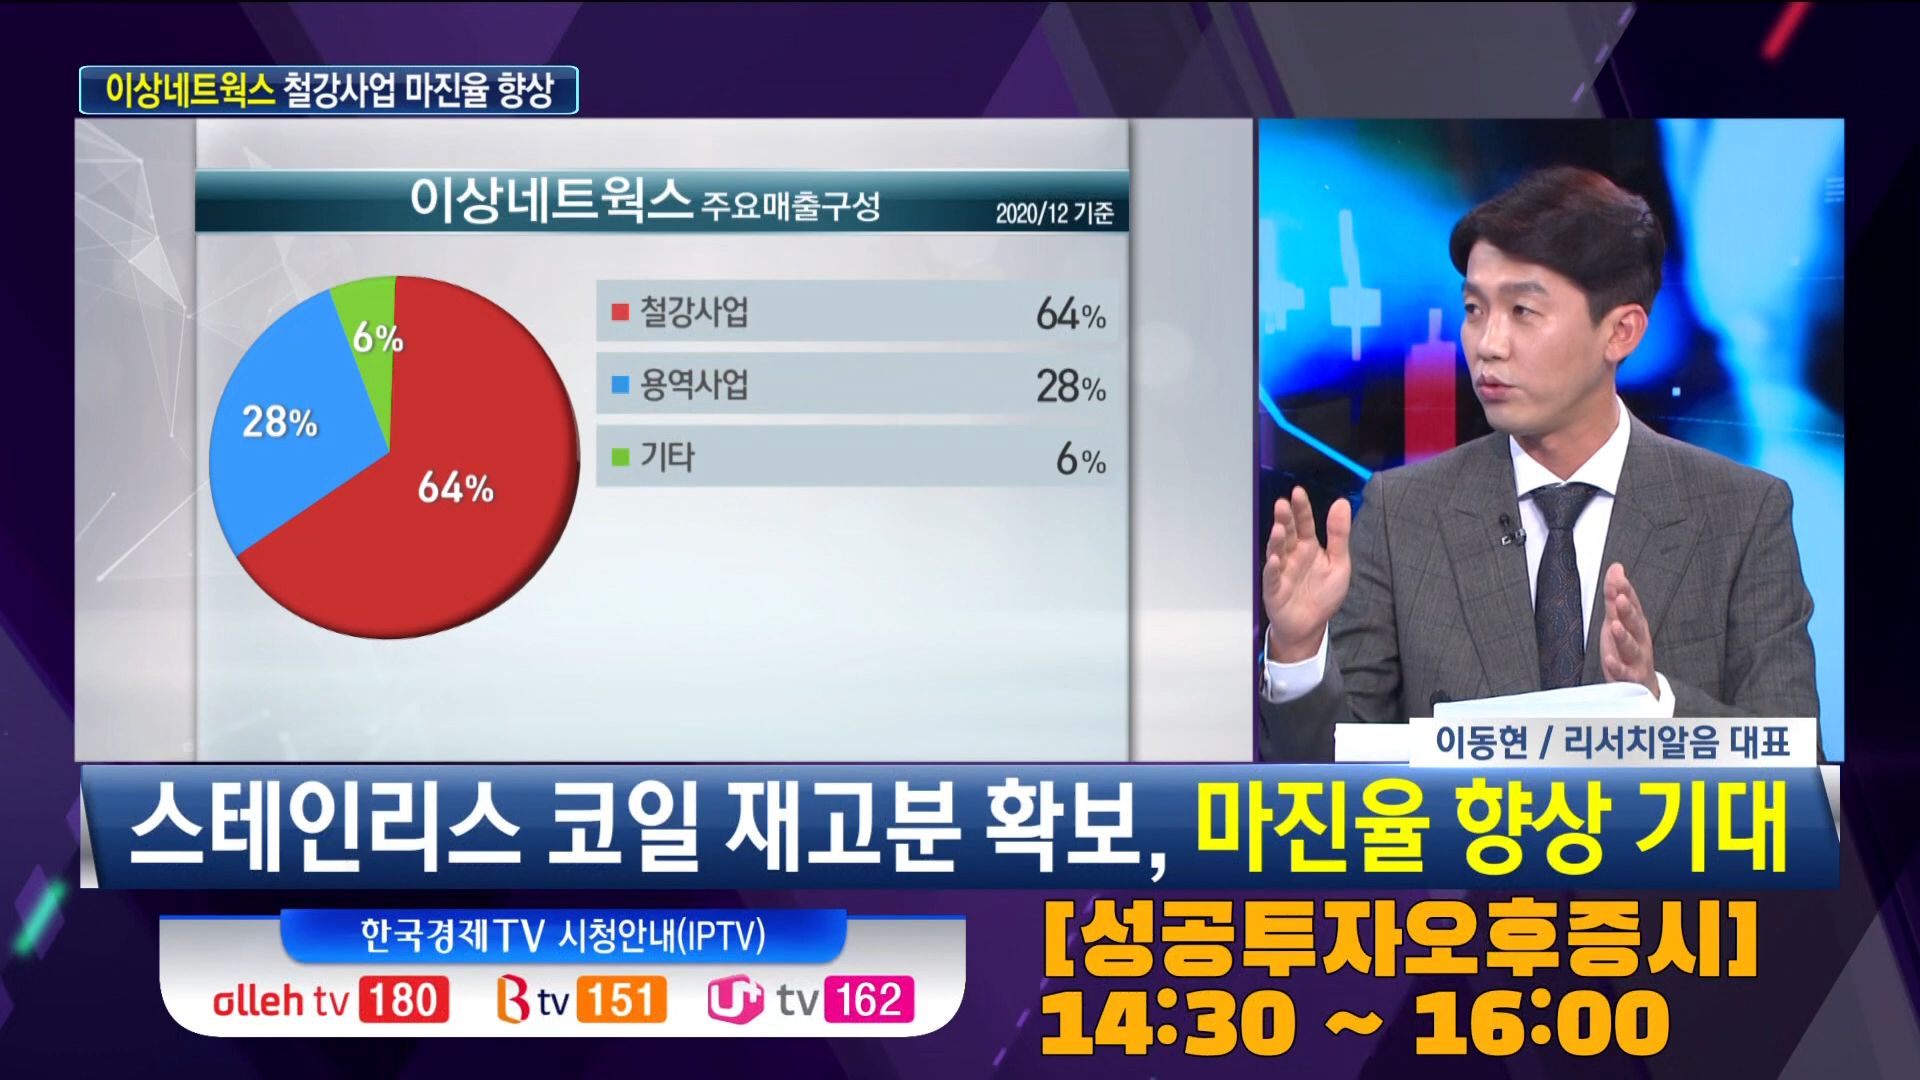 이상네트웍스 철강사업 마진율 향상
이상네트웍스 주요매출구성
2020/12 기준
6%
28%
64%
철강사업 64%
용역사업 28%
기타 6%
이동현 / 리서치알음 대표
스테인리스 코일 재고분 확보, 마진율 향상 기대
한국경제TV 시청안내(IPTV)
olleh tv 180
B tv 151
U+ tv 162
[성공투자오후증시]
14:30 ~ 16:00